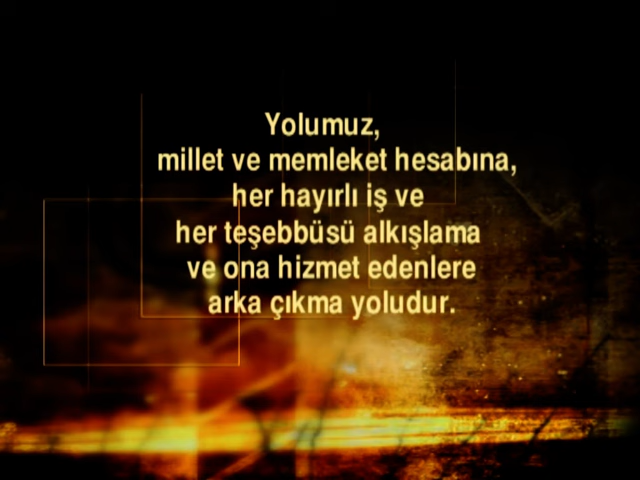 Yolumuz,
millet ve memleket hesabına,
her hayırlı iş ve
her teşebbüsü alkışlama
ve ona hizmet edenlere
arka çıkma yoludur.